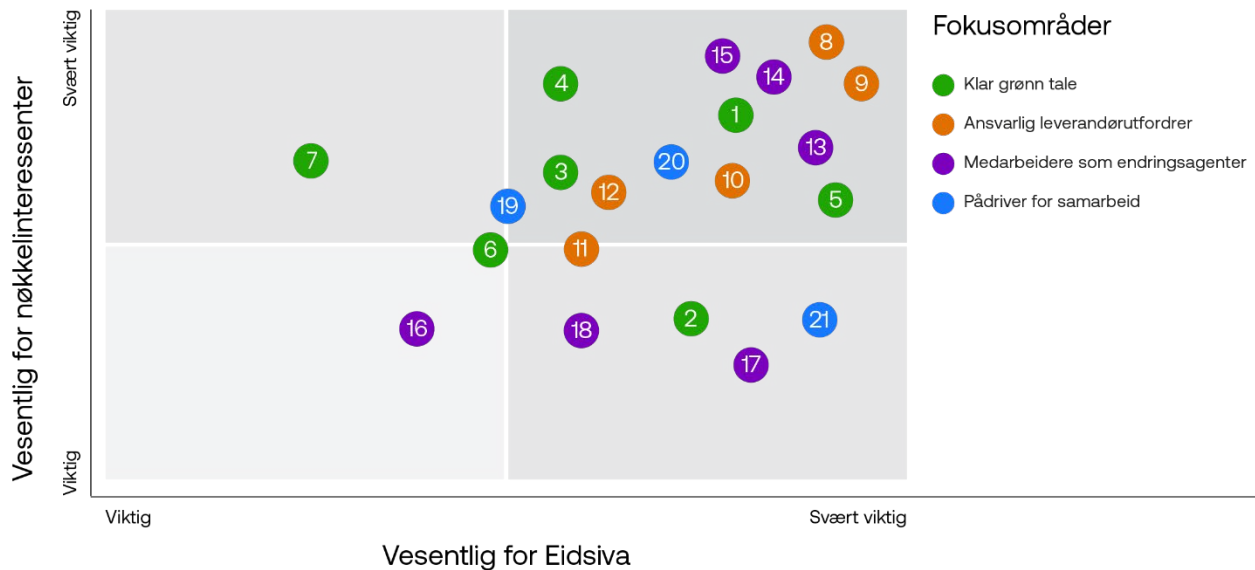 Fokusområder
Klar grønn tale
Ansvarlig leverandørutfordrer
Medarbeidere som endringsagenter
Pådriver for samarbeid
Vesentlig for nøkkelinteressenter
Svært viktig
Viktig
8
15
14
4
9
1
13
7
20
3
10
12
5
19
6
11
16
18
2
21
17
Viktig
Svært viktig
Vesentlig for Eidsiva